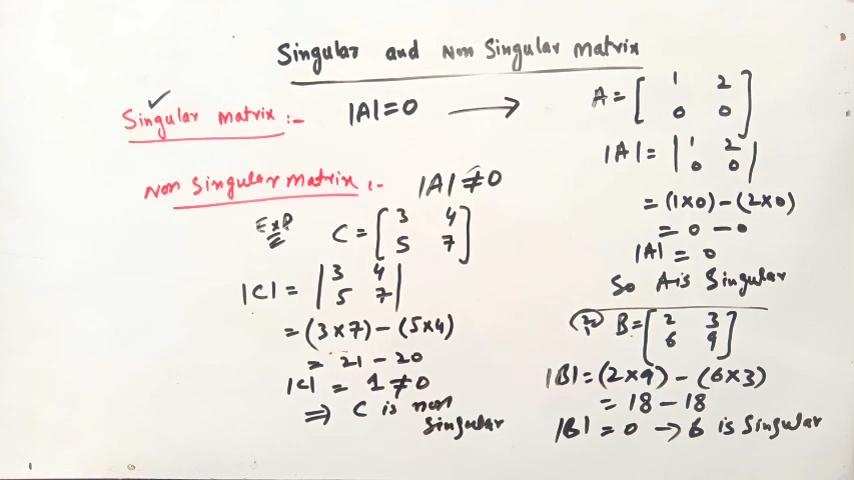 Singular and Non Singular Matrix
Singular matrix :- |A|=0 ⟶
Non Singular matrix :- |A| ≠ 0
Exp C = [3 4
5 7]
|C| = |3 4
5 7|
= (3×7) - (5×4)
= 21 - 20
|C| = 1 ≠ 0
⇒ C is non
Singular
A = [1 2
0 0]
|A| = |1 2
0 0|
= (1×0) - (2×0)
= 0 - 0
|A| = 0
So A is Singular
B = [2 3
6 9]
|B| = (2×9) - (6×3)
= 18 - 18
|B| = 0 → B is Singular